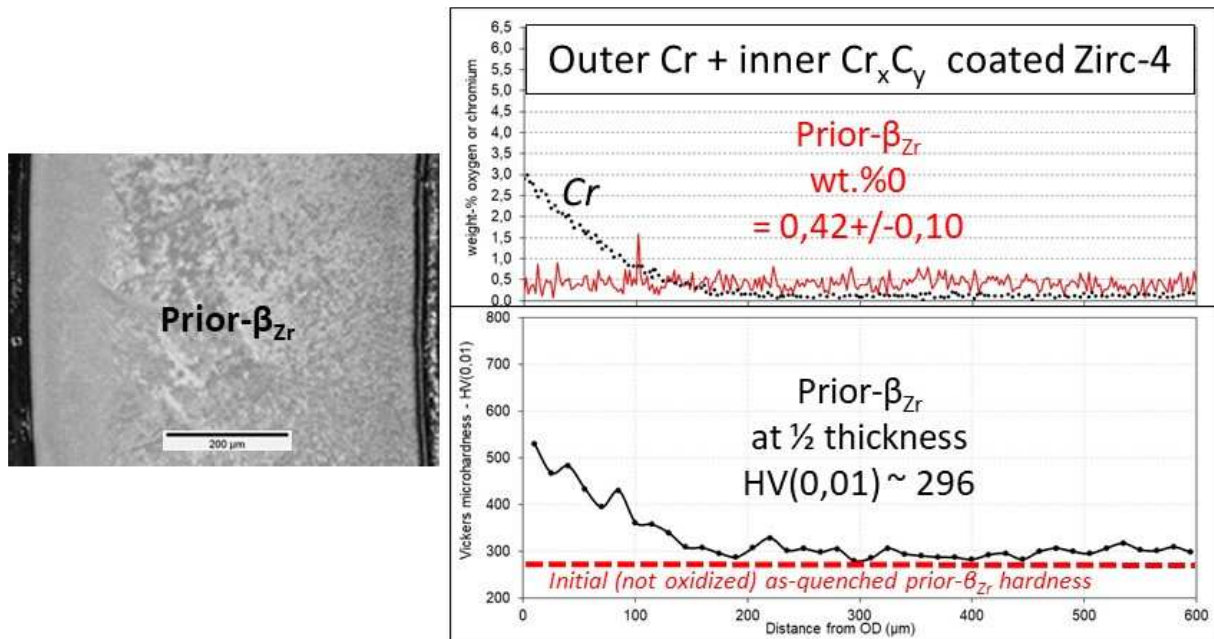 Prior-βZr
200 µm
weight-% oxygen or chromium
6,5
6,0
5,5
5,0
4,5
4,0
3,5
3,0
2,5
2,0
1,5
1,0
0,5
0,0
Outer Cr + inner CrxCy coated Zirc-4
Cr
Prior-βZr
wt.%0
= 0,42+/-0,10
Vickers microhardness - HV(0,01)
800
700
600
500
400
300
200
Prior-βZr
at ½ thickness
HV(0,01) ~ 296
Initial (not oxidized) as-quenched prior-βZr hardness
0 100 200 300 400 500 600
Distance from OD (µm)